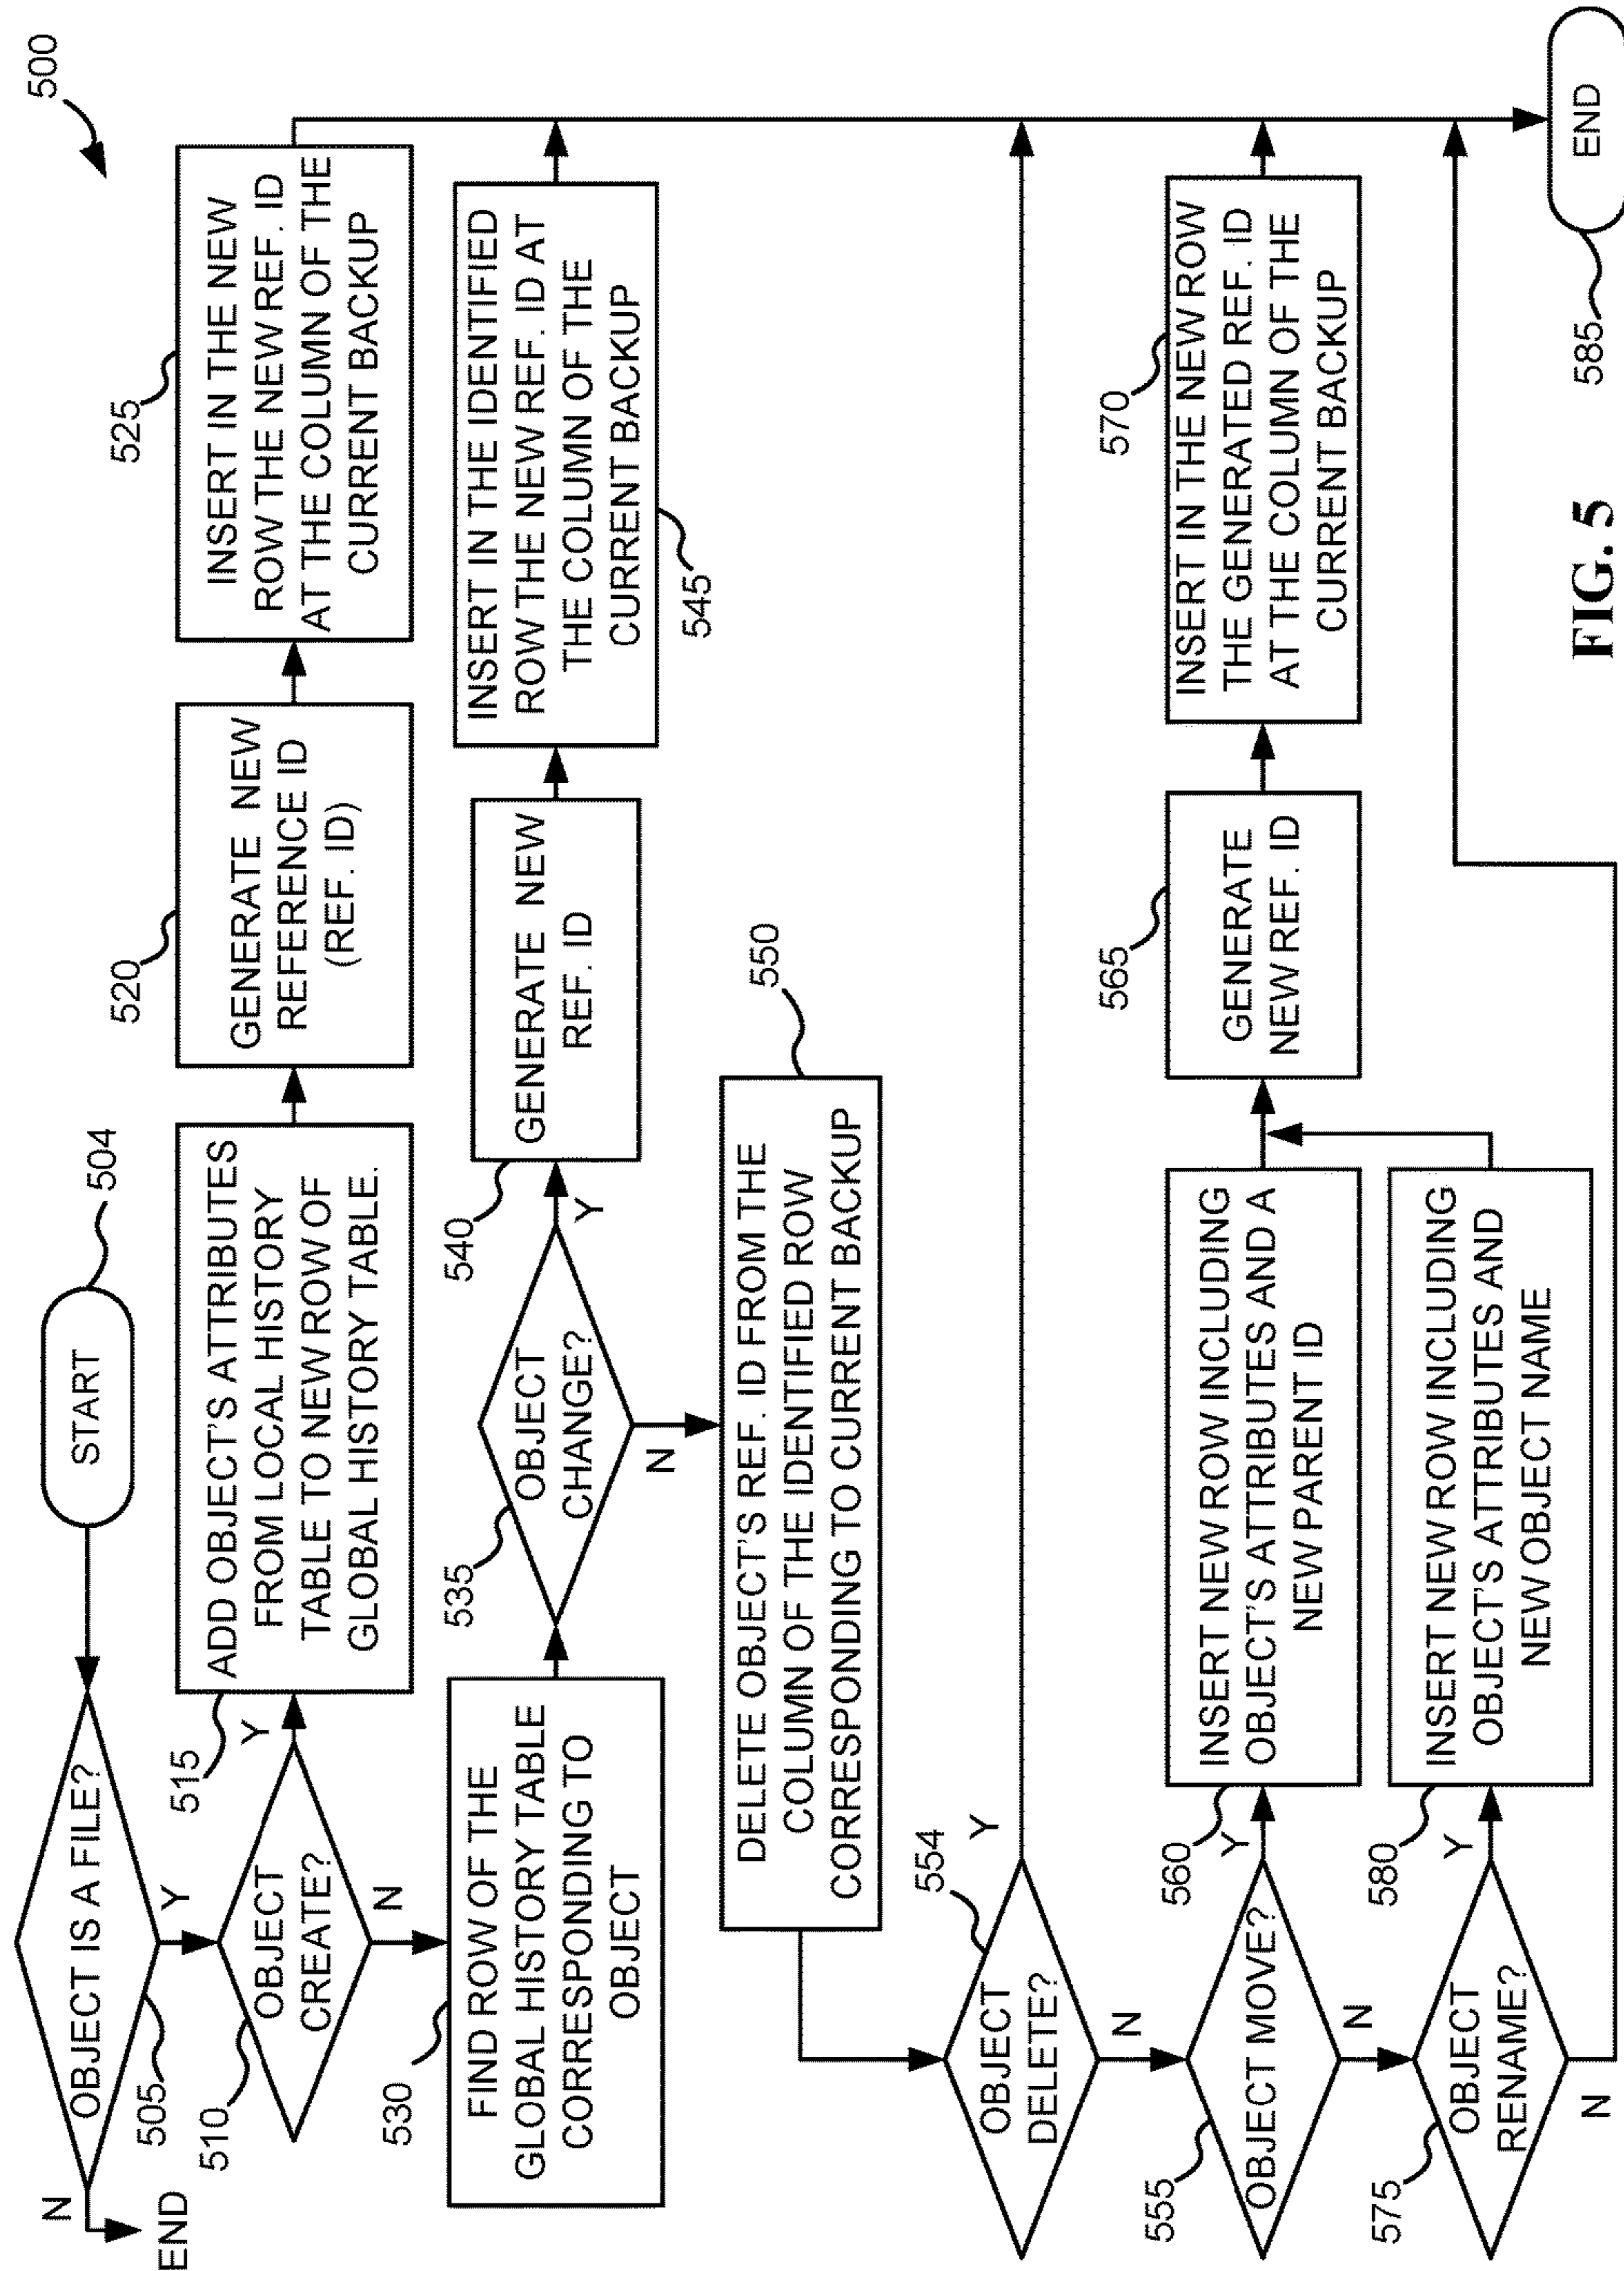 500
START
504
OBJECT IS A FILE?
505
N
END
Y
OBJECT
CREATE?
510
Y
N
515
ADD OBJECT'S ATTRIBUTES
FROM LOCAL HISTORY
TABLE TO NEW ROW OF
GLOBAL HISTORY TABLE.
520
GENERATE NEW
REFERENCE ID
(REF. ID)
525
INSERT IN THE NEW
ROW THE NEW REF. ID
AT THE COLUMN OF THE
CURRENT BACKUP
530
FIND ROW OF THE
GLOBAL HISTORY TABLE
CORRESPONDING TO
OBJECT
535
OBJECT
CHANGE?
Y
N
540
GENERATE NEW
REF. ID
INSERT IN THE IDENTIFIED
ROW THE NEW REF. ID AT
THE COLUMN OF THE
CURRENT BACKUP
545
550
DELETE OBJECT'S REF. ID FROM THE
COLUMN OF THE IDENTIFIED ROW
CORRESPONDING TO CURRENT BACKUP
554
OBJECT
DELETE?
Y
N
555
OBJECT MOVE?
Y
N
560
INSERT NEW ROW INCLUDING
OBJECT'S ATTRIBUTES AND A
NEW PARENT ID
565
GENERATE
NEW REF. ID
570
INSERT IN THE NEW ROW
THE GENERATED REF. ID
AT THE COLUMN OF THE
CURRENT BACKUP
575
OBJECT
RENAME?
Y
N
580
INSERT NEW ROW INCLUDING
OBJECT'S ATTRIBUTES AND
NEW OBJECT NAME
585
END
FIG. 5